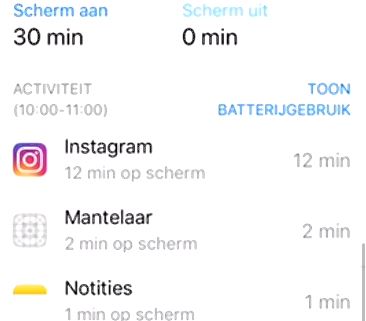 Scherm aan Scherm uit
30 min 0 min
ACTIVITEIT TOON
(10:00-11:00) BATTERIJGEBRUIK
Instagram
12 min
12 min op scherm
Mantelaar
2 min
2 min op scherm
Notities
1 min
1 min op scherm